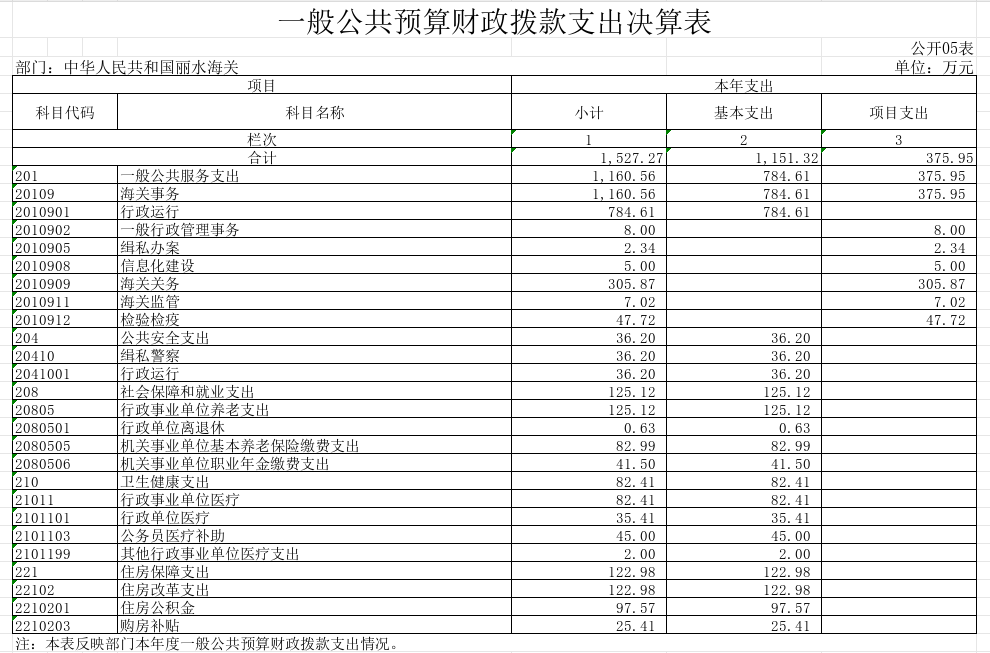 一般公共预算财政拨款支出决算表
公开05表
部门：中华人民共和国丽水海关 单位：万元
项目 本年支出
科目代码 科目名称 小计 基本支出 项目支出
栏次 1 2 3
合计 1,527.27 1,151.32 375.95
201 一般公共服务支出 1,160.56 784.61 375.95
20109 海关事务 1,160.56 784.61 375.95
2010901 行政运行 784.61 784.61
2010902 一般行政管理事务 8.00 8.00
2010905 缉私办案 2.34 2.34
2010908 信息化建设 5.00 5.00
2010909 海关关务 305.87 305.87
2010911 海关监管 7.02 7.02
2010912 检验检疫 47.72 47.72
204 公共安全支出 36.20 36.20
20410 缉私警察 36.20 36.20
2041001 行政运行 36.20 36.20
208 社会保障和就业支出 125.12 125.12
20805 行政事业单位养老支出 125.12 125.12
2080501 行政单位离退休 0.63 0.63
2080505 机关事业单位基本养老保险缴费支出 82.99 82.99
2080506 机关事业单位职业年金缴费支出 41.50 41.50
210 卫生健康支出 82.41 82.41
21011 行政事业单位医疗 82.41 82.41
2101101 行政单位医疗 35.41 35.41
2101103 公务员医疗补助 45.00 45.00
2101199 其他行政事业单位医疗支出 2.00 2.00
221 住房保障支出 122.98 122.98
22102 住房改革支出 122.98 122.98
2210201 住房公积金 97.57 97.57
2210203 购房补贴 25.41 25.41
注：本表反映部门本年度一般公共预算财政拨款支出情况。